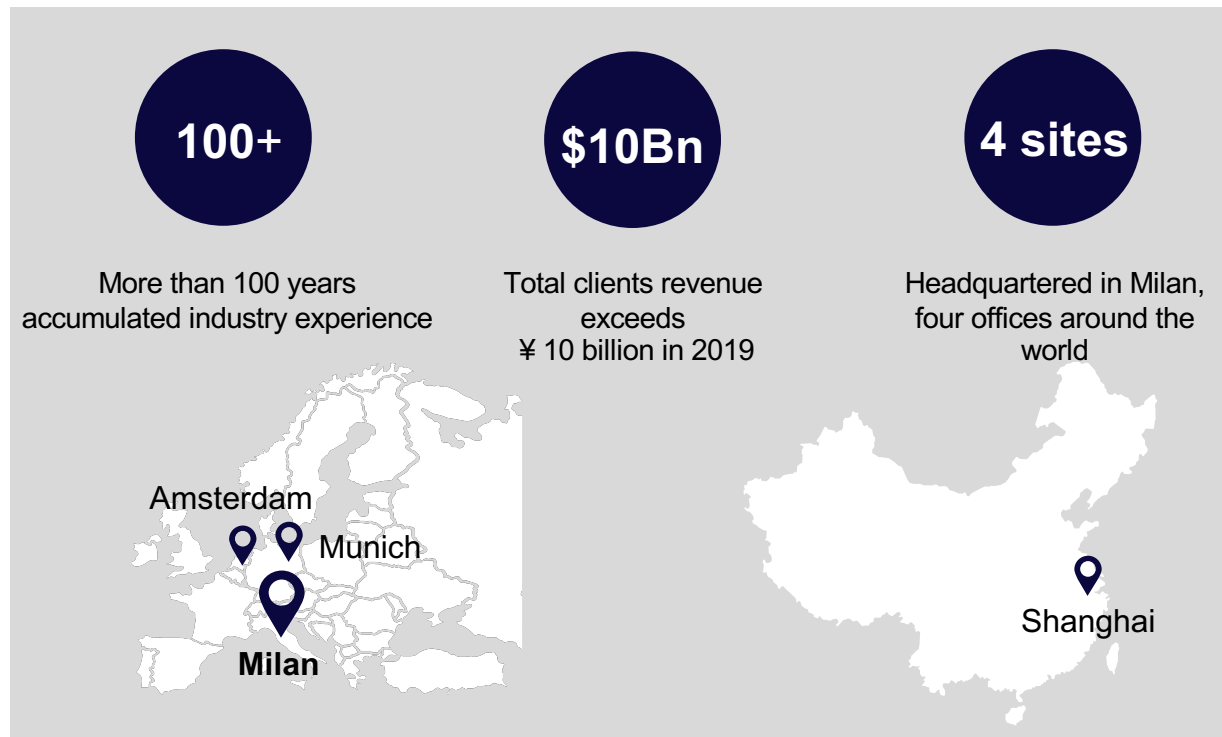 100+
$10Bn
4 sites
More than 100 years
accumulated industry experience
Total clients revenue
exceeds
¥ 10 billion in 2019
Headquartered in Milan,
four offices around the
world
Amsterdam
Munich
Milan
Shanghai